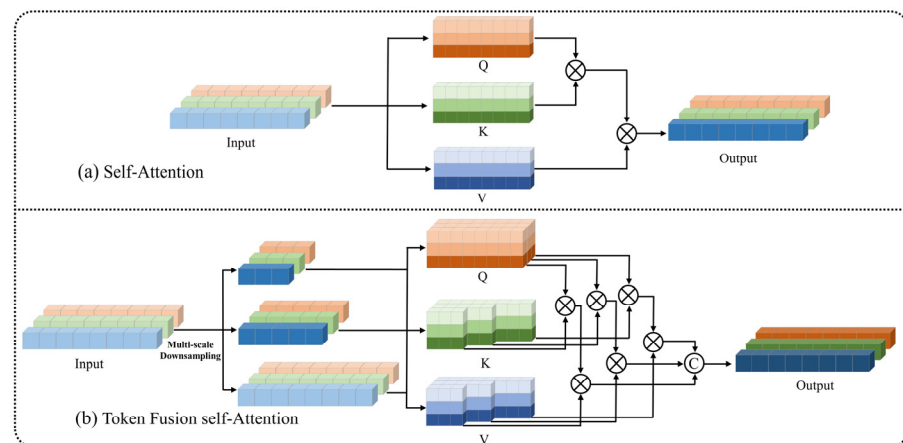 Q
K
Input
Output
(a) Self-Attention
V
Q
Multi-scale
Downsampling
Input
K
C
Output
(b) Token Fusion self-Attention
V